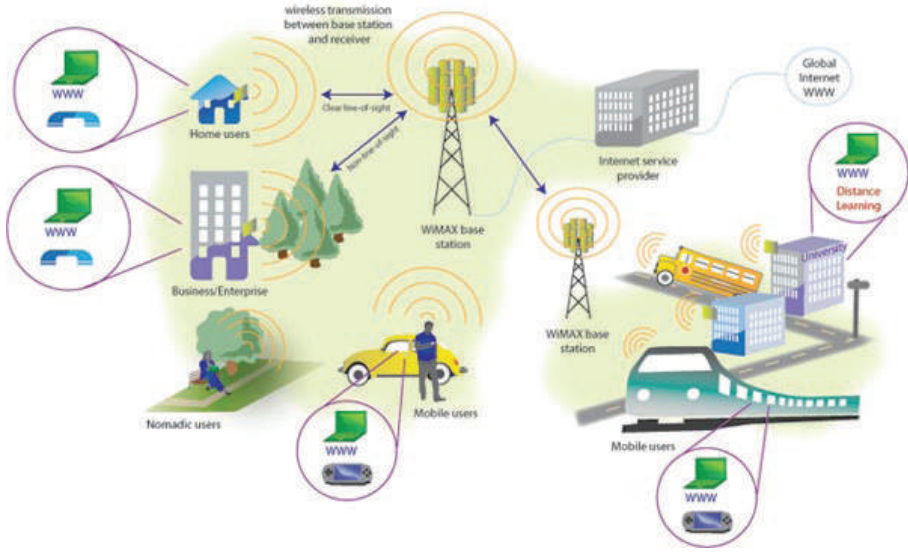 wireless transmission
between base station
and receiver
WWW
Home users
Clear line-of-sight
Non-line-of-sight
Global
Internet
WWW
Internet service
provider
WWW
Distance
Learning
WWW
Business/Enterprise
WiMAX base
station
University
WiMAX base
station
Nomadic users
Mobile users
WWW
Mobile users
WWW